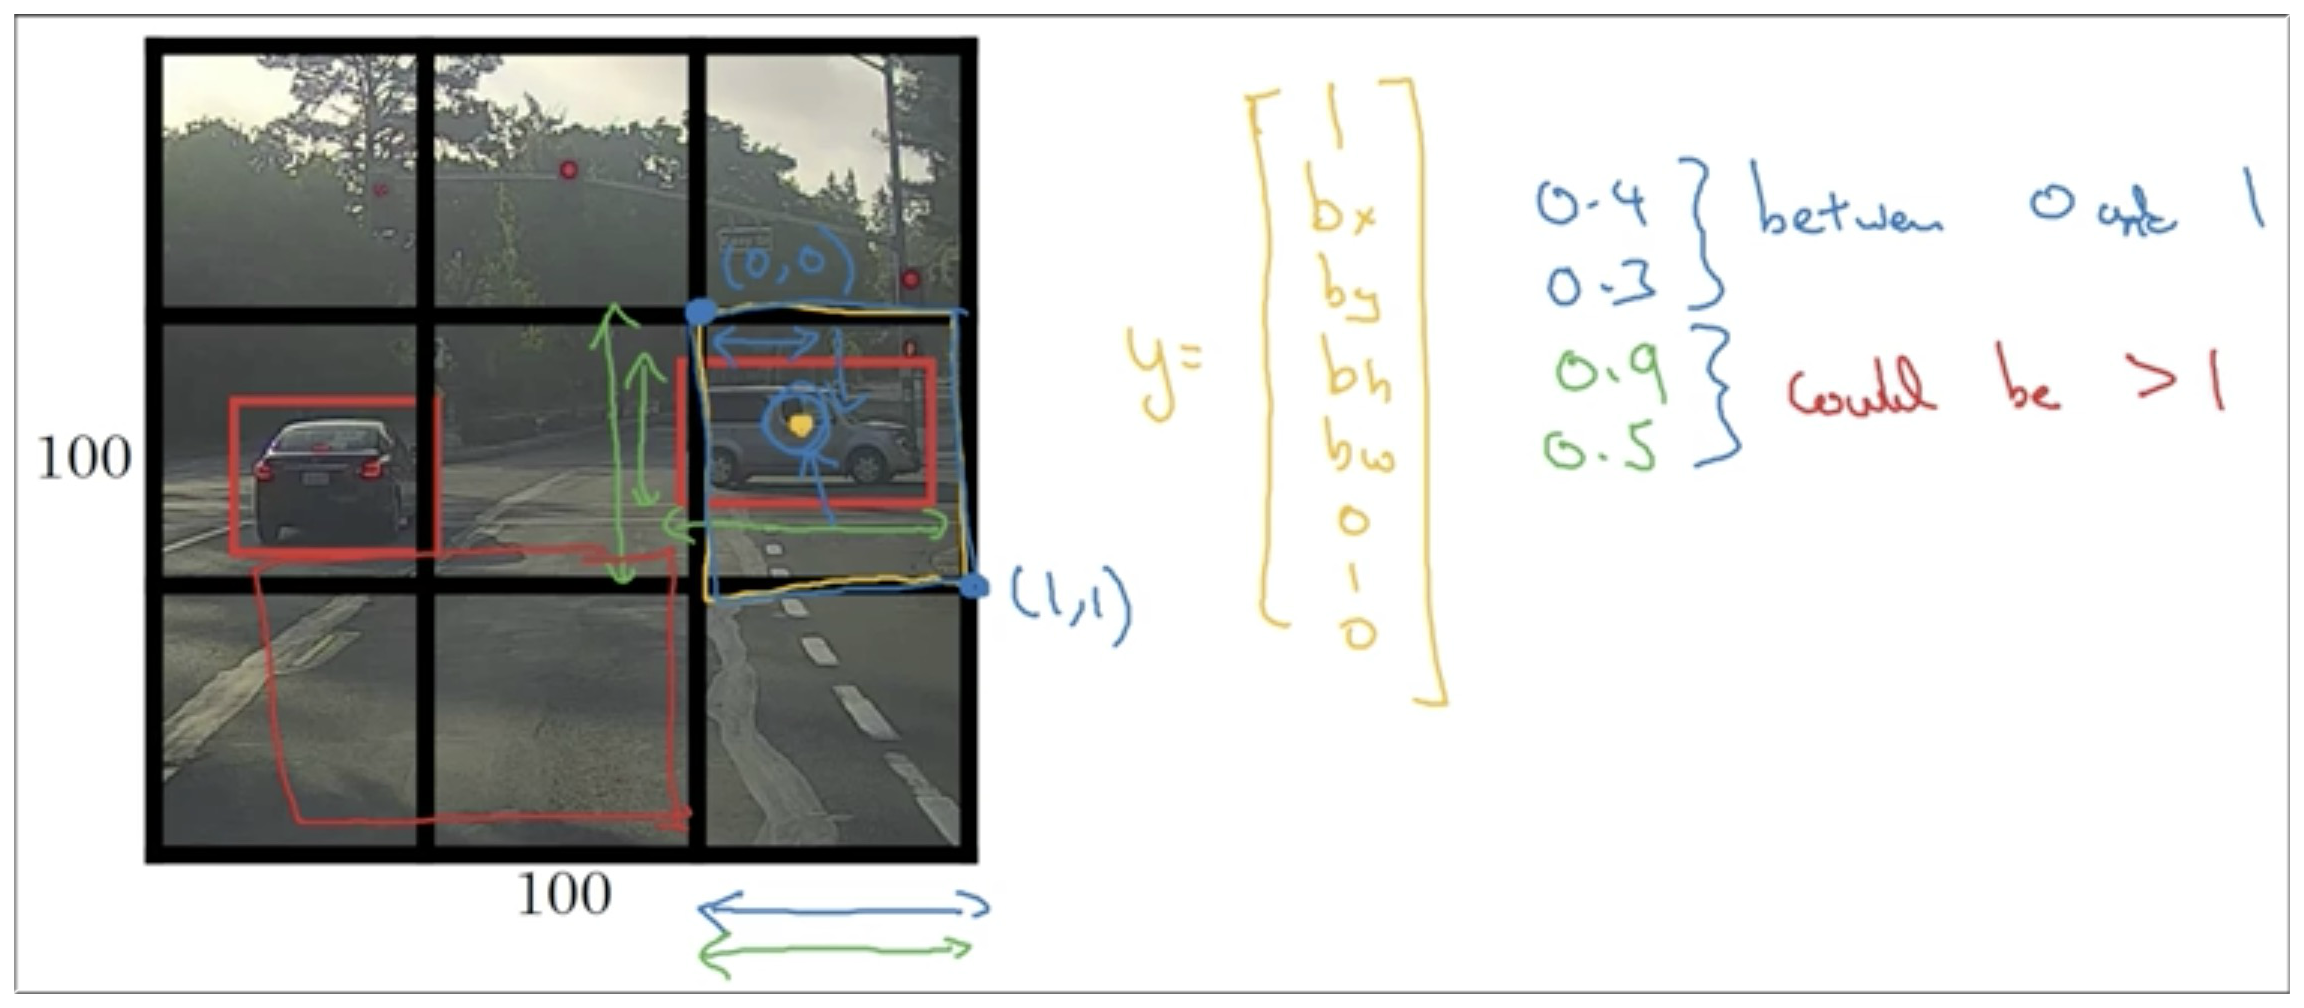 (0,0)
100
(1,1)
100
y=
1
bx 0.4
by 0.3
between 0 and 1
bh 0.9
bw 0.5
could be > 1
0
1
0